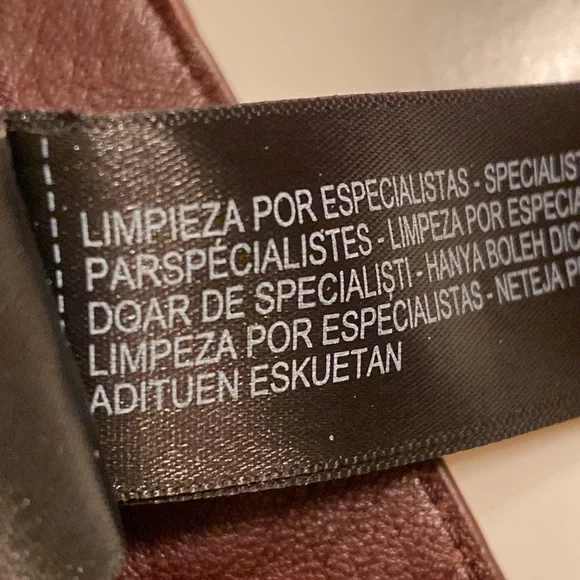 LIMPIEZA POR ESPECIALISTAS - SPECIALIST
PARSPÉCIALISTES - LIMPEZA POR ESPECIA
DOAR DE SPECIALIŞTI - HANYA BOLEH DIC
LIMPEZA POR ESPECIALISTAS - NETEJA P
ADITUEN ESKUETAN